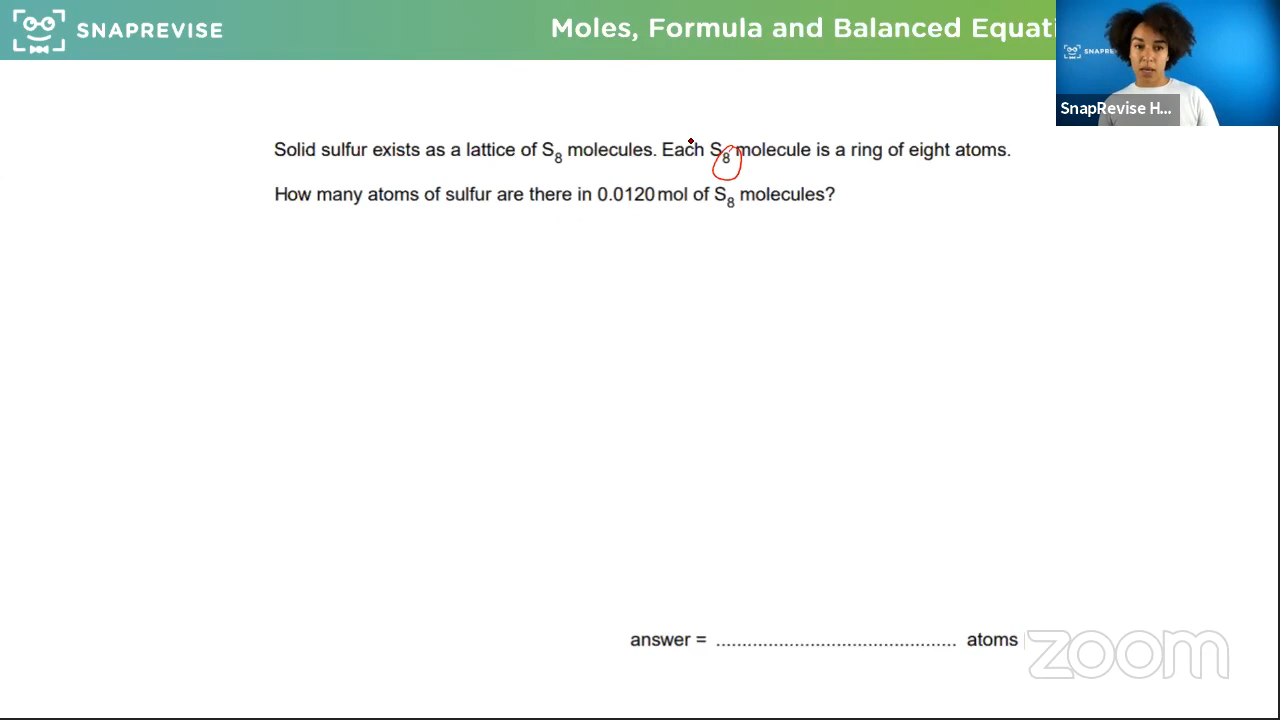 SNAPREVISE
Moles, Formula and Balanced Equati
SNAPRE
SnapRevise H...
Solid sulfur exists as a lattice of S8 molecules. Each S8 molecule is a ring of eight atoms.
How many atoms of sulfur are there in 0.0120 mol of S8 molecules?
answer = .............................................. atoms
zoom